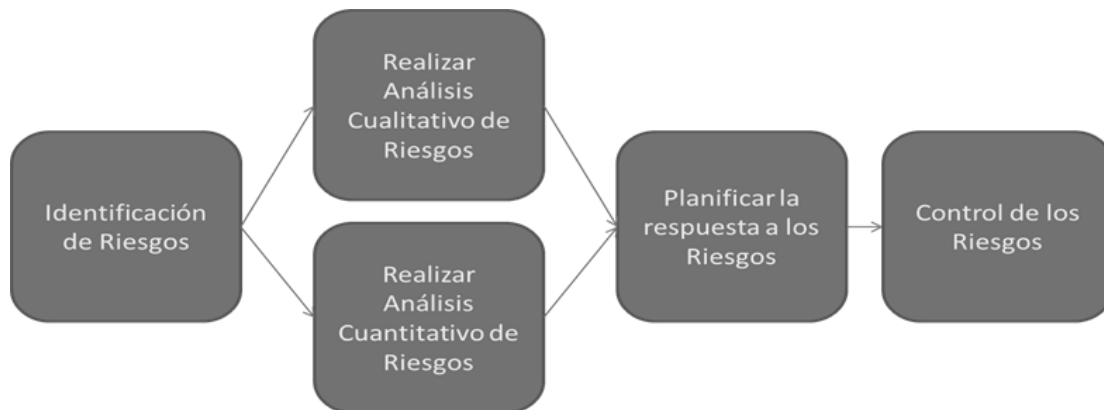 Identificación
de Riesgos
Realizar
Análisis
Cualitativo de
Riesgos
Realizar
Análisis
Cuantitativo de
Riesgos
Planificar la
respuesta a los
Riesgos
Control de los
Riesgos